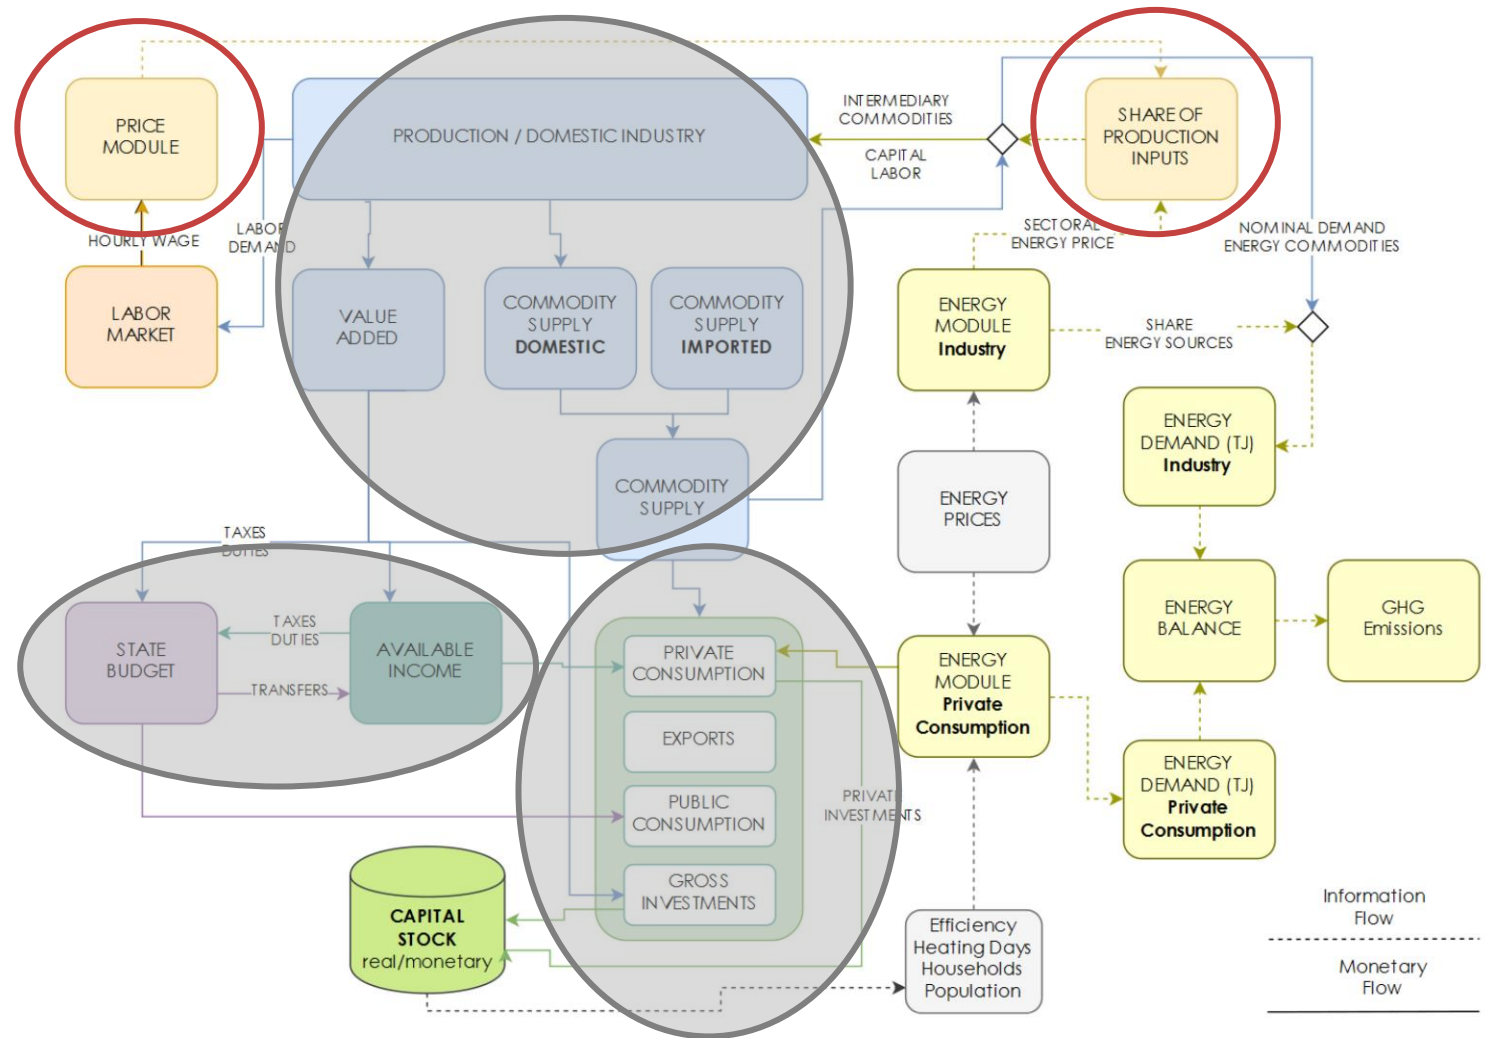 PRICE
MODULE
PRODUCTION / DOMESTIC INDUSTRY
INTERMEDIARY
COMMODITIES
CAPITAL
LABOR
SHARE OF
PRODUCTION
INPUTS
HOURLY WAGE
LABOR
DEMAND
SECTORAL
ENERGY PRICE
NOMINAL DEMAND
ENERGY COMMODITIES
LABOR
MARKET
VALUE
ADDED
COMMODITY
SUPPLY
DOMESTIC
COMMODITY
SUPPLY
IMPORTED
ENERGY
MODULE
Industry
SHARE
ENERGY SOURCES
ENERGY
DEMAND (TJ)
Industry
COMMODITY
SUPPLY
ENERGY
PRICES
TAXES
DUTIES
STATE
BUDGET
TAXES
DUTIES
TRANSFERS
AVAILABLE
INCOME
PRIVATE
CONSUMPTION
EXPORTS
PUBLIC
CONSUMPTION
GROSS
INVESTMENTS
PRIVATE
INVESTMENTS
ENERGY
MODULE
Private
Consumption
ENERGY
BALANCE
GHG
Emissions
ENERGY
DEMAND (TJ)
Private
Consumption
CAPITAL
STOCK
real/monetary
Efficiency
Heating Days
Households
Population
Information
Flow
Monetary
Flow